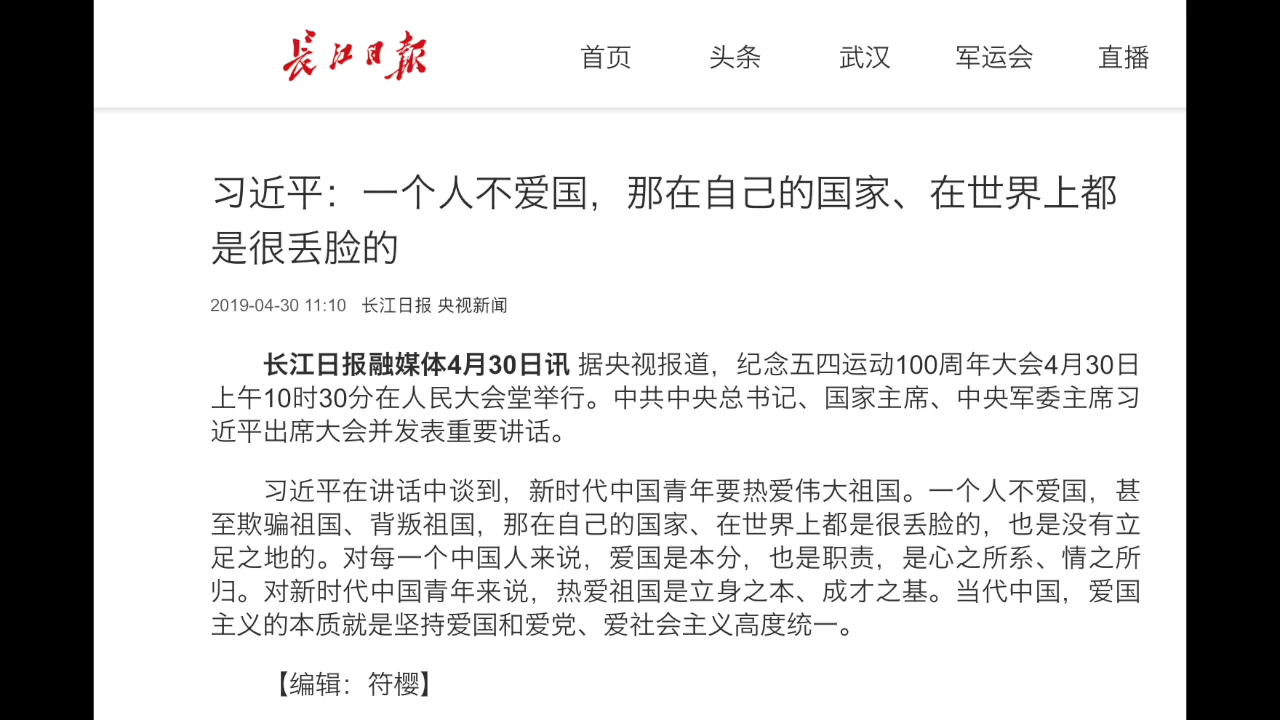 长江日报 首页 头条 武汉 军运会 直播
习近平：一个人不爱国，那在自己的国家、在世界上都
是很丢脸的
2019-04-30 11:10 长江日报 央视新闻
长江日报融媒体4月30日讯 据央视报道，纪念五四运动100周年大会4月30日
上午10时30分在人民大会堂举行。中共中央总书记、国家主席、中央军委主席习
近平出席大会并发表重要讲话。
习近平在讲话中谈到，新时代中国青年要热爱伟大祖国。一个人不爱国，甚
至欺骗祖国、背叛祖国，那在自己的国家、在世界上都是很丢脸的，也是没有立
足之地的。对每一个中国人来说，爱国是本分，也是职责，是心之所系、情之所
归。对新时代中国青年来说，热爱祖国是立身之本、成才之基。当代中国，爱国
主义的本质就是坚持爱国和爱党、爱社会主义高度统一。
【编辑：符樱】